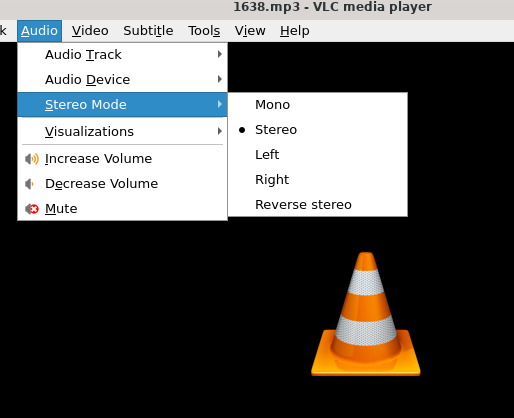 1638.mp3 - VLC media player
k Audio Video Subtitle Tools View Help
Audio Track
Audio Device
Stereo Mode
Visualizations
Increase Volume
Decrease Volume
Mute
Mono
Stereo
Left
Right
Reverse stereo